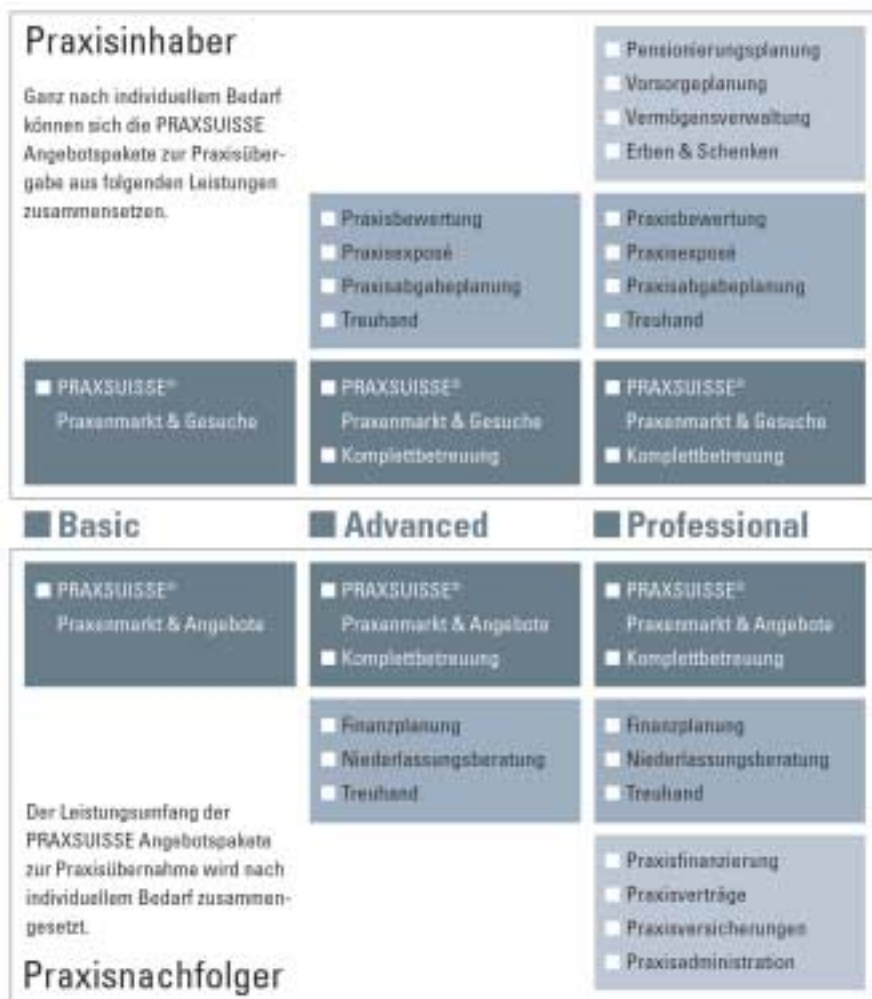 Praxisinhaber
Ganz nach individuellem Bedarf
können sich die PRAXSUISSE
Angebotspakete zur Praxisüber-
gabe aus folgenden Leistungen
zusammensetzen.
Pensionierungsplanung
Vorsorgeplanung
Vermögensverwaltung
Erben & Schenken
Praxisbewertung
Praxisexposé
Praxisabgabeplanung
Treuhand
Praxisbewertung
Praxisexposé
Praxisabgabeplanung
Treuhand
PRAXSUISSE®
Praxenmarkt & Gesuche
PRAXSUISSE®
Praxenmarkt & Gesuche
Komplettbetreuung
PRAXSUISSE®
Praxenmarkt & Gesuche
Komplettbetreuung
Basic
Advanced
Professional
PRAXSUISSE®
Praxenmarkt & Angebote
PRAXSUISSE®
Praxenmarkt & Angebote
Komplettbetreuung
PRAXSUISSE®
Praxenmarkt & Angebote
Komplettbetreuung
Finanzplanung
Niederlassungsberatung
Treuhand
Finanzplanung
Niederlassungsberatung
Treuhand
Der Leistungsumfang der
PRAXSUISSE Angebotspakete
zur Praxisübernahme wird nach
individuellem Bedarf zusammen-
gesetzt.
Praxisfinanzierung
Praxisverträge
Praxisversicherungen
Praxisadministration
Praxisnachfolger